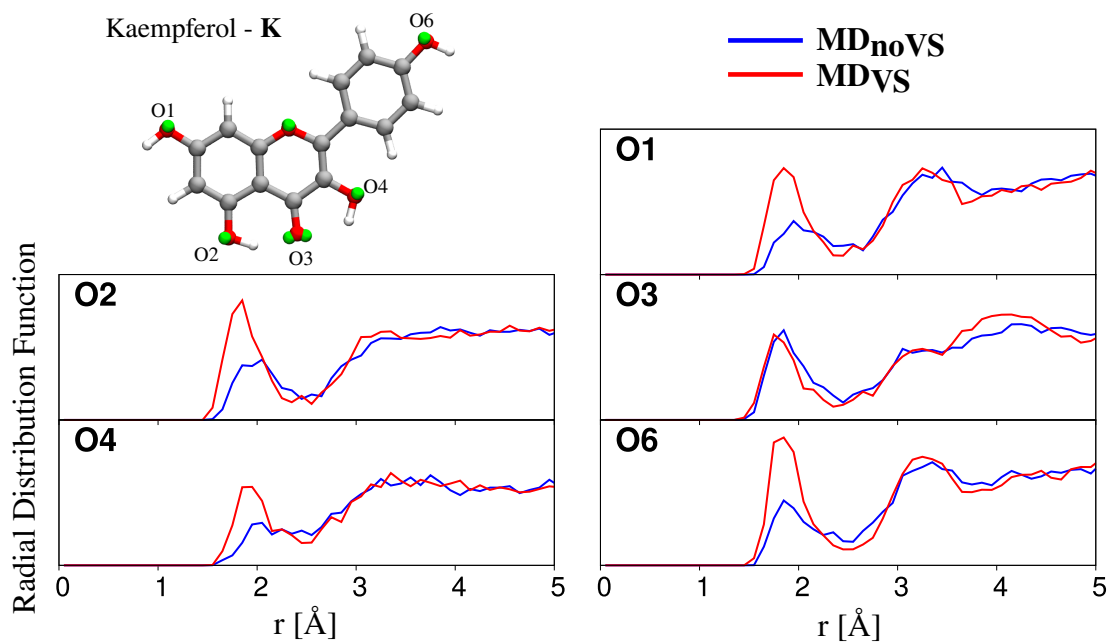 Kaempferol - K
O6
O1
O4
O2
O3
MDnoVS
MDVS
Radial Distribution Function
O1
O2
O3
O4
O6
0 1 2 3 4 5
0 1 2 3 4 5
r [Å]
r [Å]